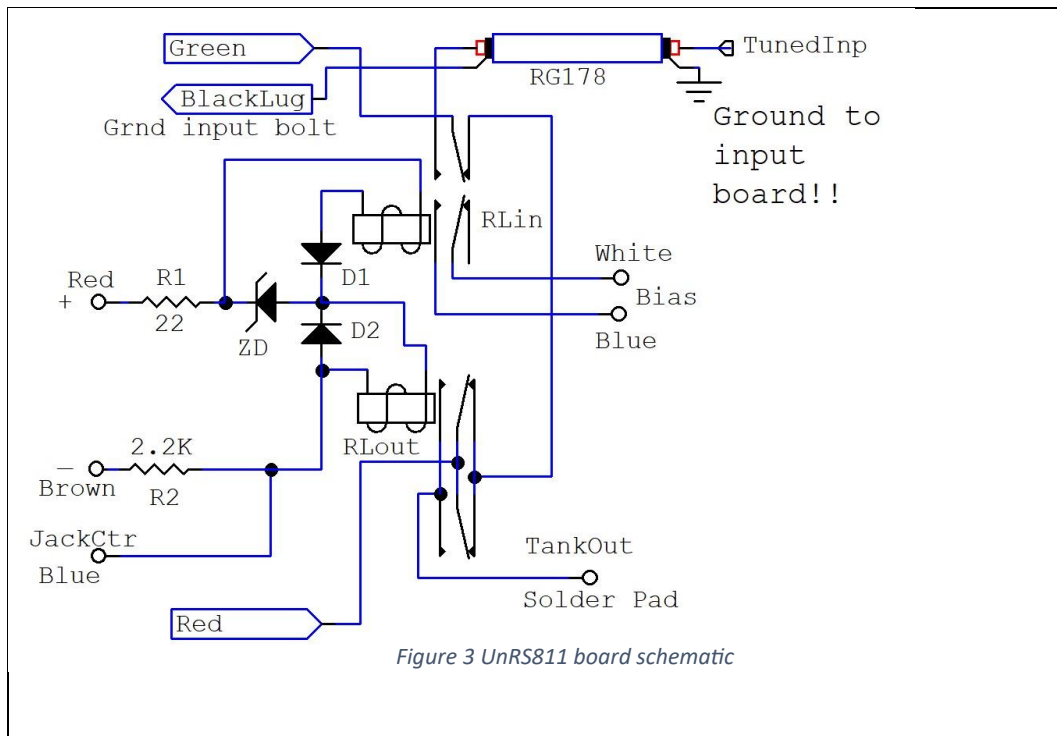 Green
TunedInp
RG178
BlackLug
Grnd input bolt
Ground to
input
board!!
RLin
White
Bias
Blue
D1
Red
+
R1
22
ZD
D2
RLout
2.2K
R2
—
Brown
JackCtr
Blue
TankOut
Solder Pad
Red
Figure 3 UnRS811 board schematic